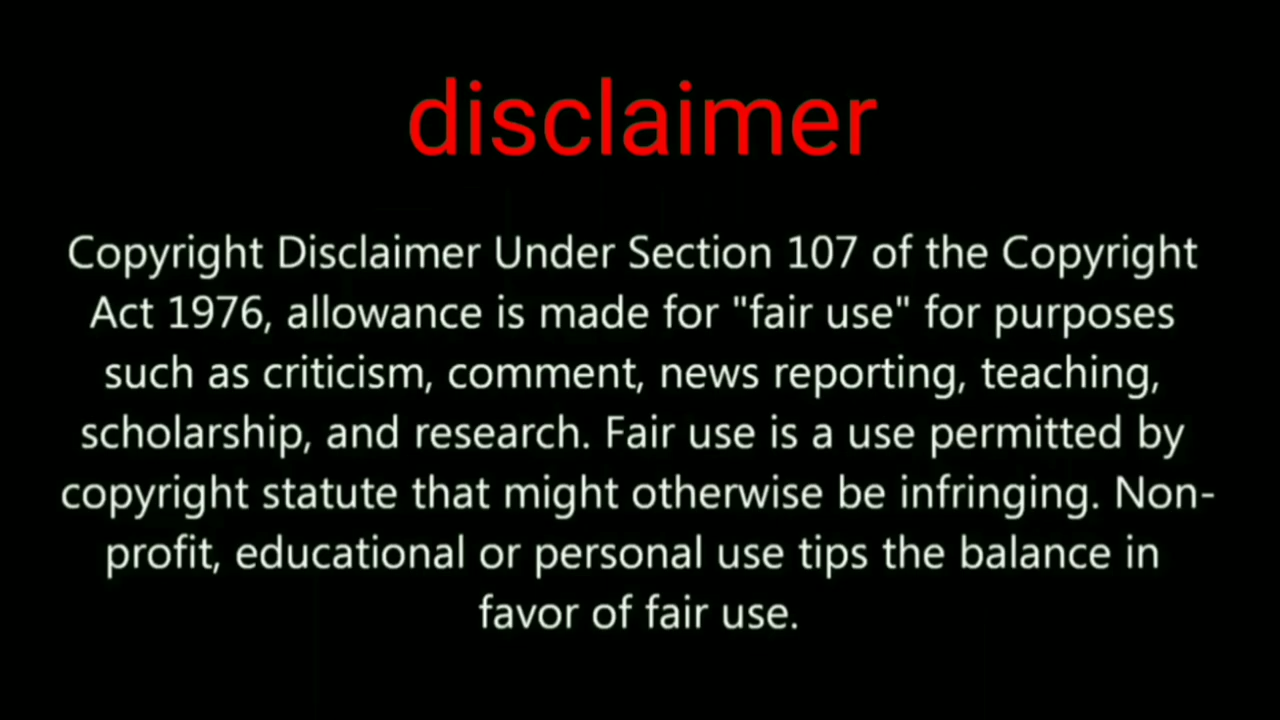 disclaimer
Copyright Disclaimer Under Section 107 of the Copyright
Act 1976, allowance is made for "fair use" for purposes
such as criticism, comment, news reporting, teaching,
scholarship, and research. Fair use is a use permitted by
copyright statute that might otherwise be infringing. Non-
profit, educational or personal use tips the balance in
favor of fair use.